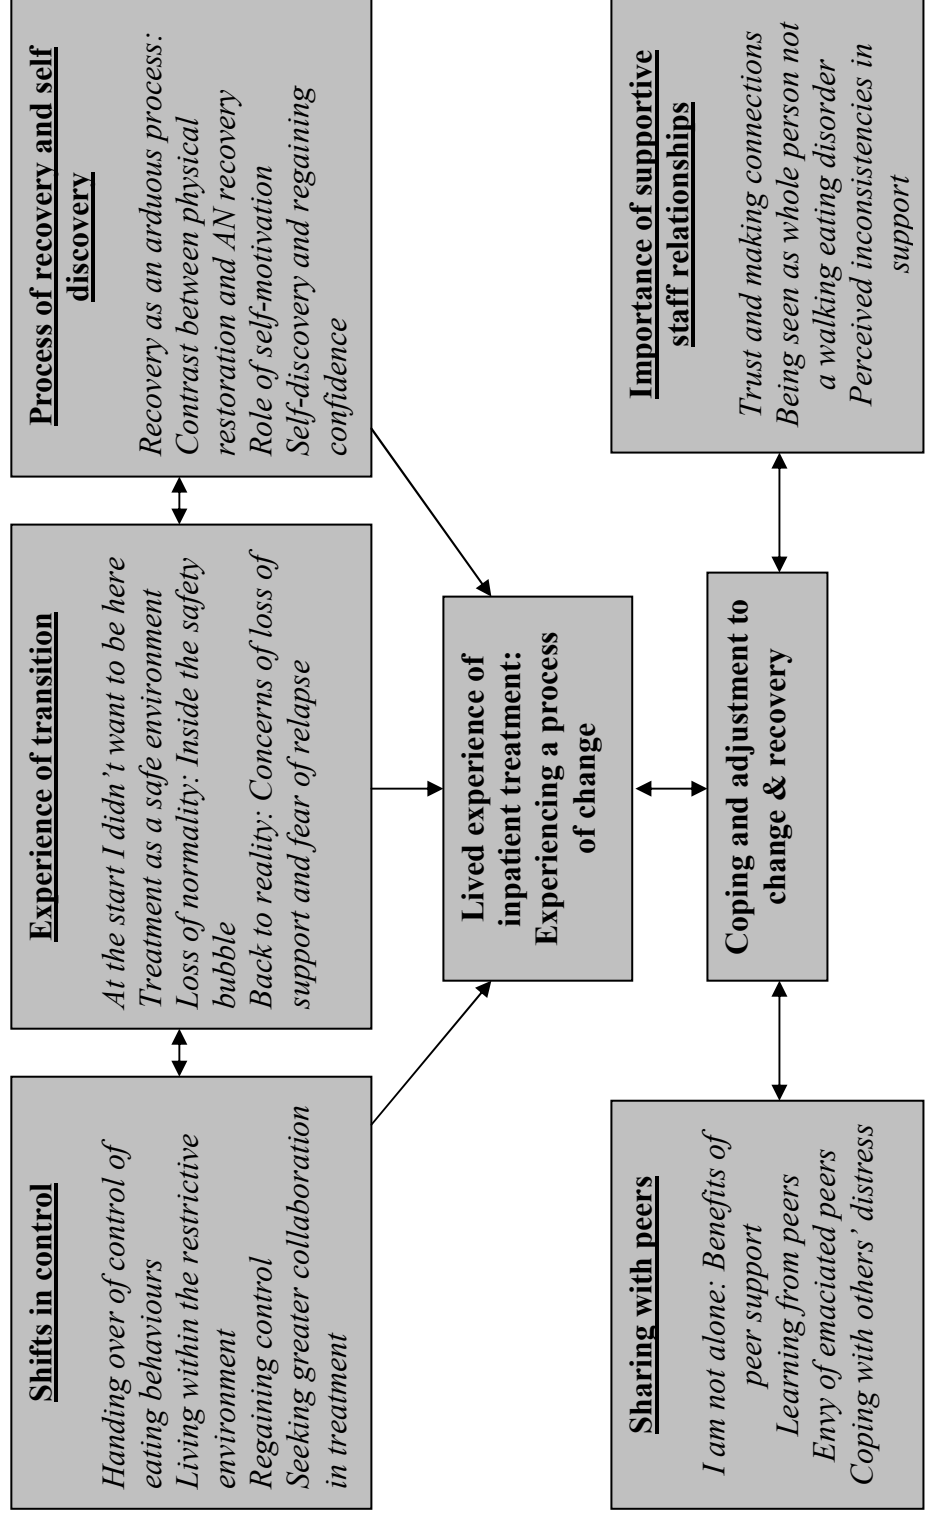 Shifts in control
Handing over of control of
eating behaviours
Living within the restrictive
environment
Regaining control
Seeking greater collaboration
in treatment
Experience of transition
At the start I didn't want to be here
Treatment as a safe environment
Loss of normality: Inside the safety
bubble
Back to reality: Concerns of loss of
support and fear of relapse
Process of recovery and self
discovery
Recovery as an arduous process:
Contrast between physical
restoration and AN recovery
Role of self-motivation
Self-discovery and regaining
confidence
Lived experience of
inpatient treatment:
Experiencing a process
of change
Sharing with peers
I am not alone: Benefits of
peer support
Learning from peers
Envy of emaciated peers
Coping with others' distress
Coping and adjustment to
change & recovery
Importance of supportive
staff relationships
Trust and making connections
Being seen as whole person not
a walking eating disorder
Perceived inconsistencies in
support